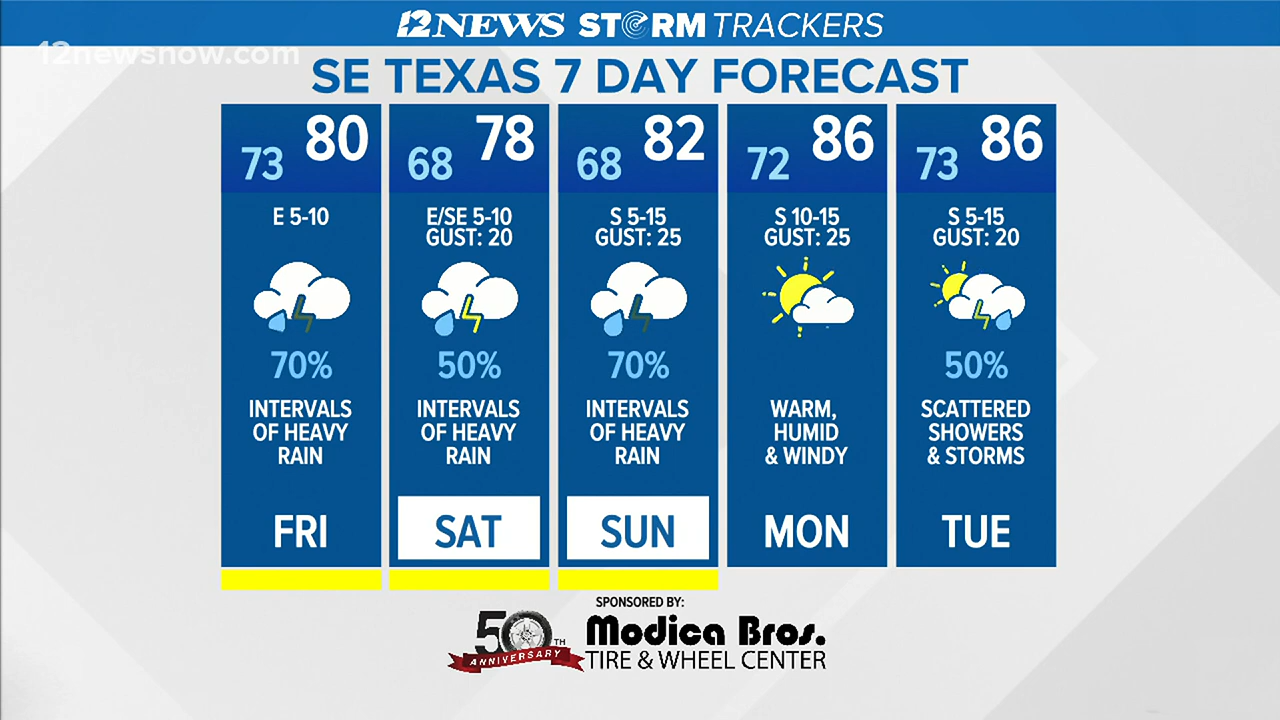 12NEWS STORM TRACKERS
12newsnow.com
SE TEXAS 7 DAY FORECAST
73 80
68 78
68 82
72 86
73 86
E 5-10
E/SE 5-10
GUST: 20
S 5-15
GUST: 25
S 10-15
GUST: 25
S 5-15
GUST: 20
70%
50%
70%
50%
INTERVALS
OF HEAVY
RAIN
INTERVALS
OF HEAVY
RAIN
INTERVALS
OF HEAVY
RAIN
WARM,
HUMID
& WINDY
SCATTERED
SHOWERS
& STORMS
FRI
SAT
SUN
MON
TUE
SPONSORED BY:
50TH
ANNIVERSARY
Modica Bros.
TIRE & WHEEL CENTER